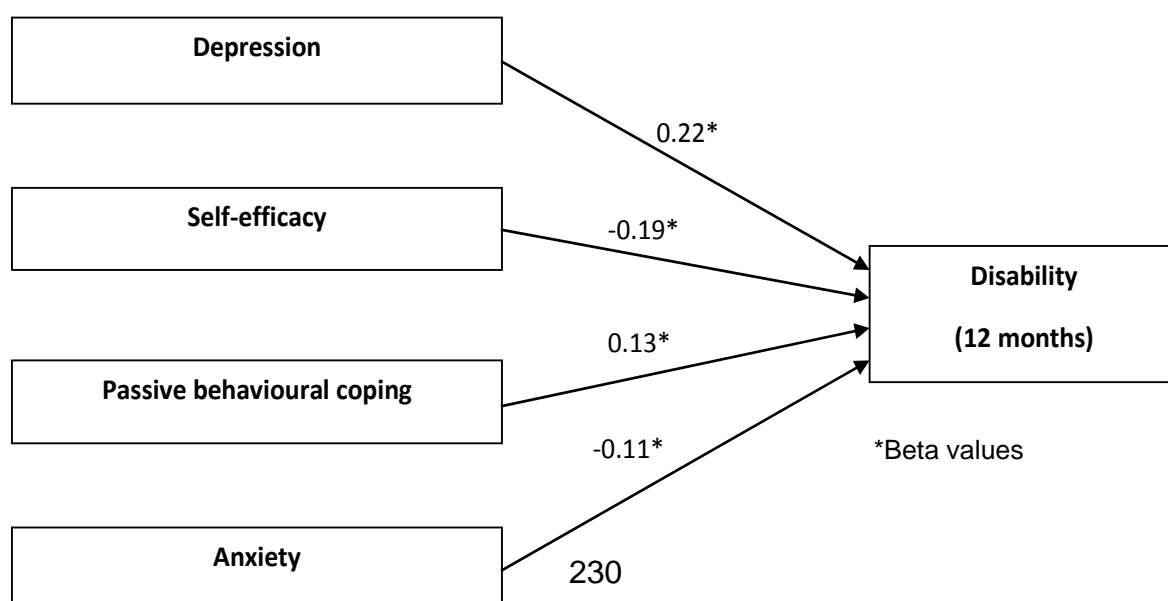 Depression
0.22*
Self-efficacy
-0.19*
Disability
(12 months)
0.13*
Passive behavioural coping
-0.11*
*Beta values
Anxiety
230